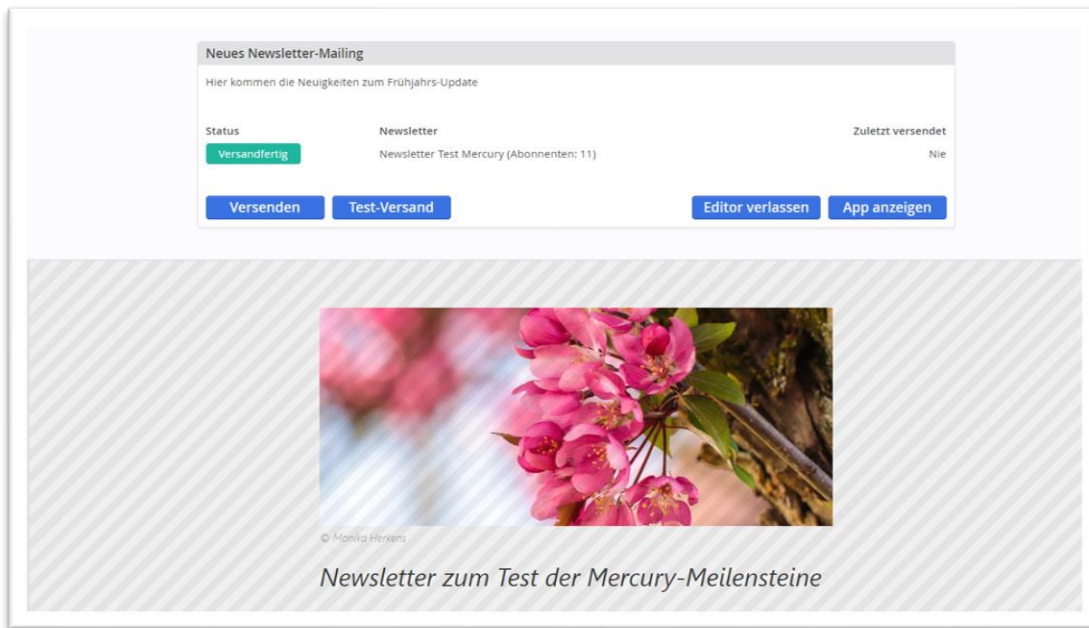 Neues Newsletter-Mailing
Hier kommen die Neuigkeiten zum Frühjahrs-Update
Status Newsletter Zuletzt versendet
Versandfertig Newsletter Test Mercury (Abonnenten: 11) Nie
Versenden Test-Versand Editor verlassen App anzeigen
© Monika Herkens
Newsletter zum Test der Mercury-Meilensteine